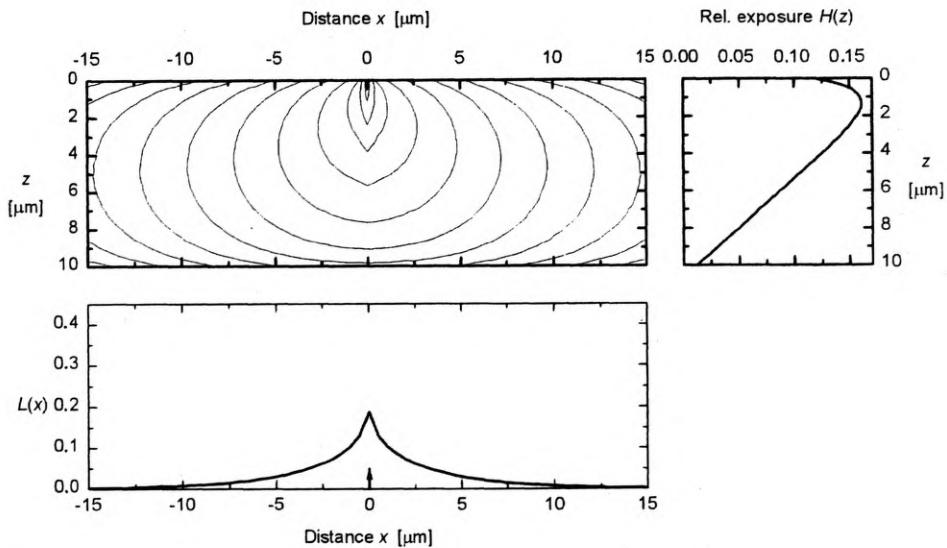 Distance x [μm]
Rel. exposure H(z)
-15 -10 -5 0 5 10 15
0.00 0.05 0.10 0.15
0
2
4
6
8
10
z
[μm]
0
2
4
6
8
10
z
[μm]
0.4
0.3
0.2
0.1
0.0
L(x)
-15 -10 -5 0 5 10 15
Distance x [μm]